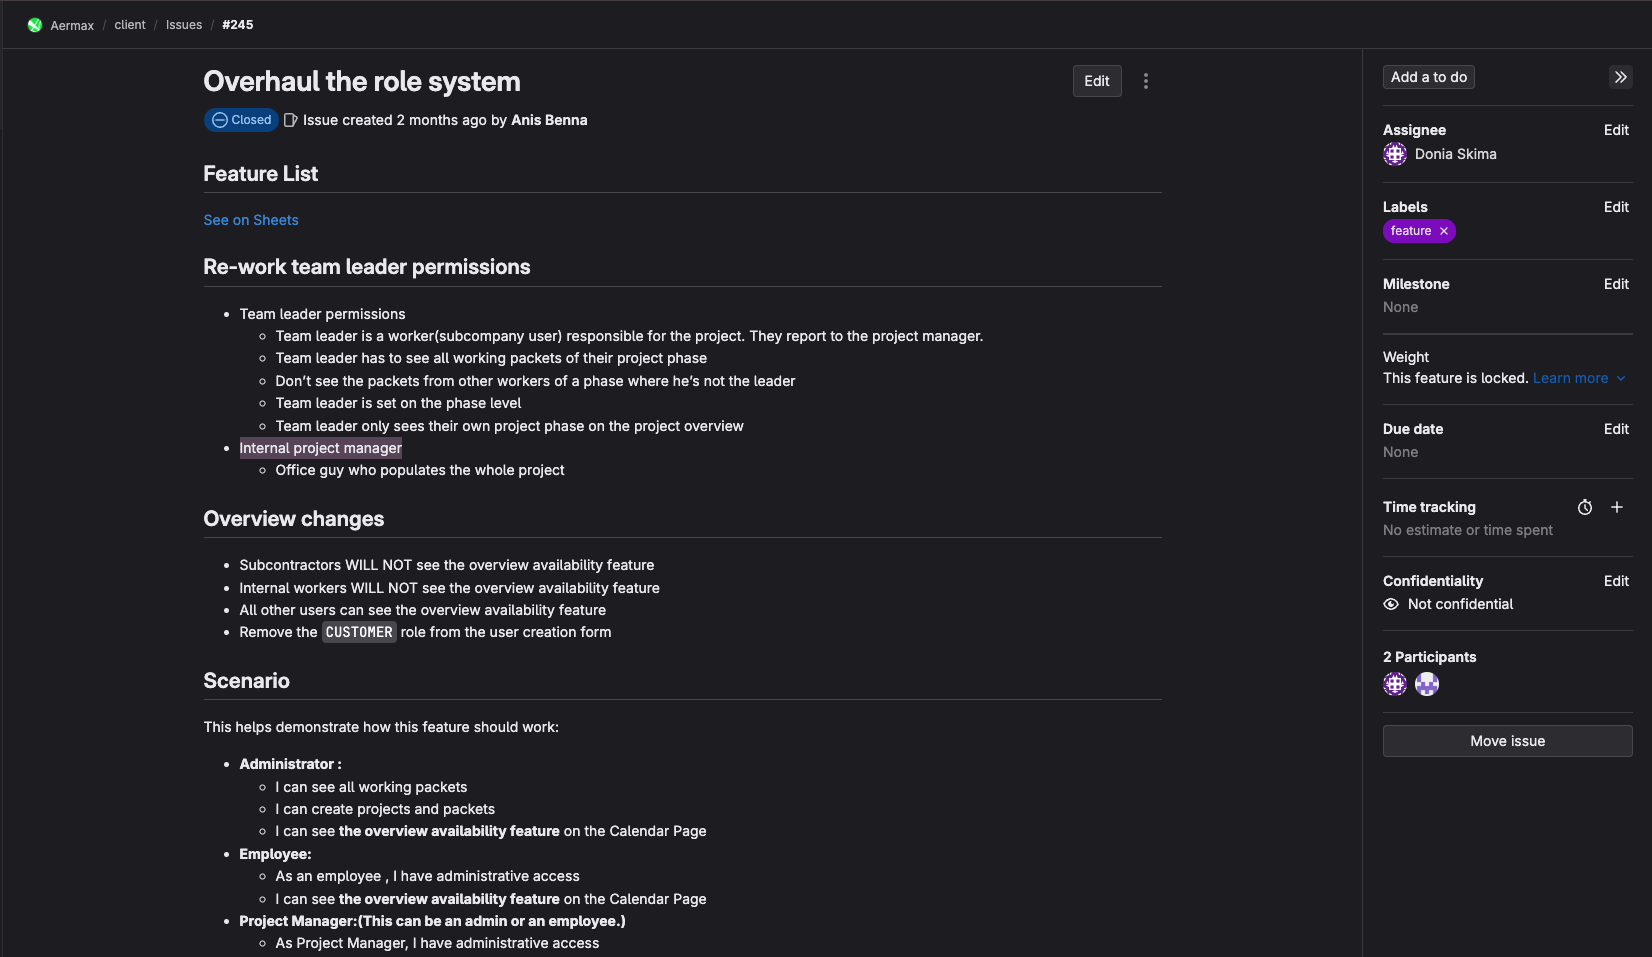 Aermax / client / Issues / #245
Overhaul the role system
Edit
Closed Issue created 2 months ago by Anis Benna
Feature List
See on Sheets
Re-work team leader permissions
Team leader permissions
Team leader is a worker(subcompany user) responsible for the project. They report to the project manager.
Team leader has to see all working packets of their project phase
Don’t see the packets from other workers of a phase where he’s not the leader
Team leader is set on the phase level
Team leader only sees their own project phase on the project overview
Internal project manager
Office guy who populates the whole project
Overview changes
Subcontractors WILL NOT see the overview availability feature
Internal workers WILL NOT see the overview availability feature
All other users can see the overview availability feature
Remove the CUSTOMER role from the user creation form
Scenario
This helps demonstrate how this feature should work:
Administrator :
I can see all working packets
I can create projects and packets
I can see the overview availability feature on the Calendar Page
Employee:
As an employee , I have administrative access
I can see the overview availability feature on the Calendar Page
Project Manager:(This can be an admin or an employee.)
As Project Manager, I have administrative access
Add a to do
Assignee Edit
Donia Skima
Labels Edit
feature
Milestone Edit
None
Weight
This feature is locked. Learn more
Due date Edit
None
Time tracking
No estimate or time spent
Confidentiality Edit
Not confidential
2 Participants
Move issue